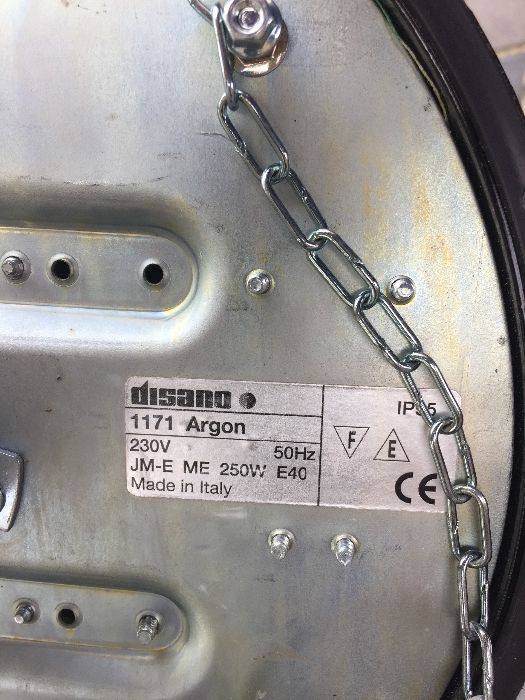 disano
1171 Argon
230V 50Hz
JM-E ME 250W E40
Made in Italy
F E
CE